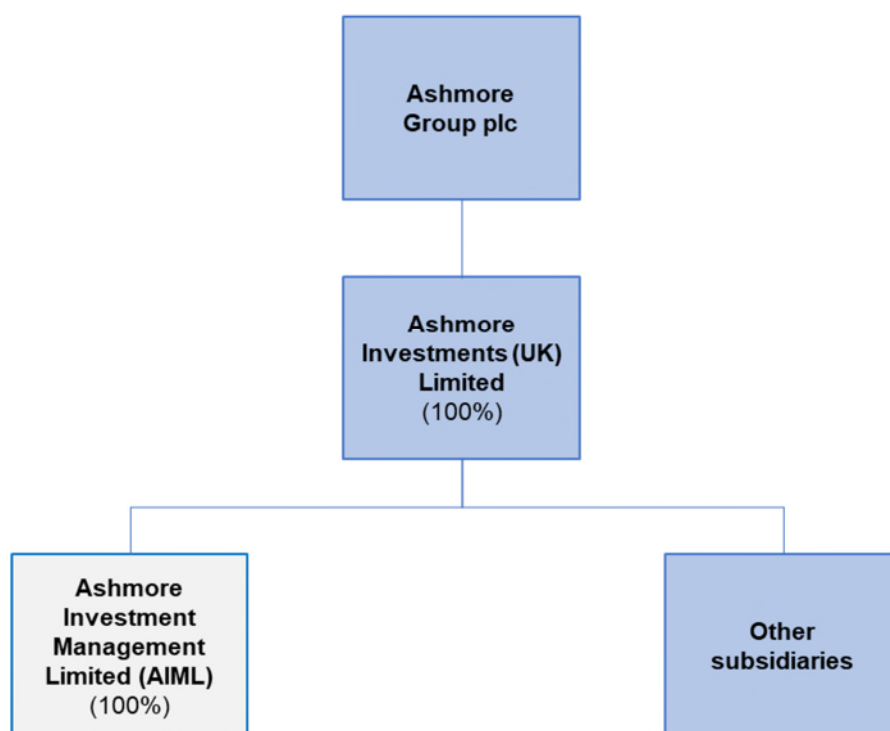 Ashmore
Group plc
Ashmore
Investments (UK)
Limited
(100%)
Ashmore
Investment
Management
Limited (AIML)
(100%)
Other
subsidiaries